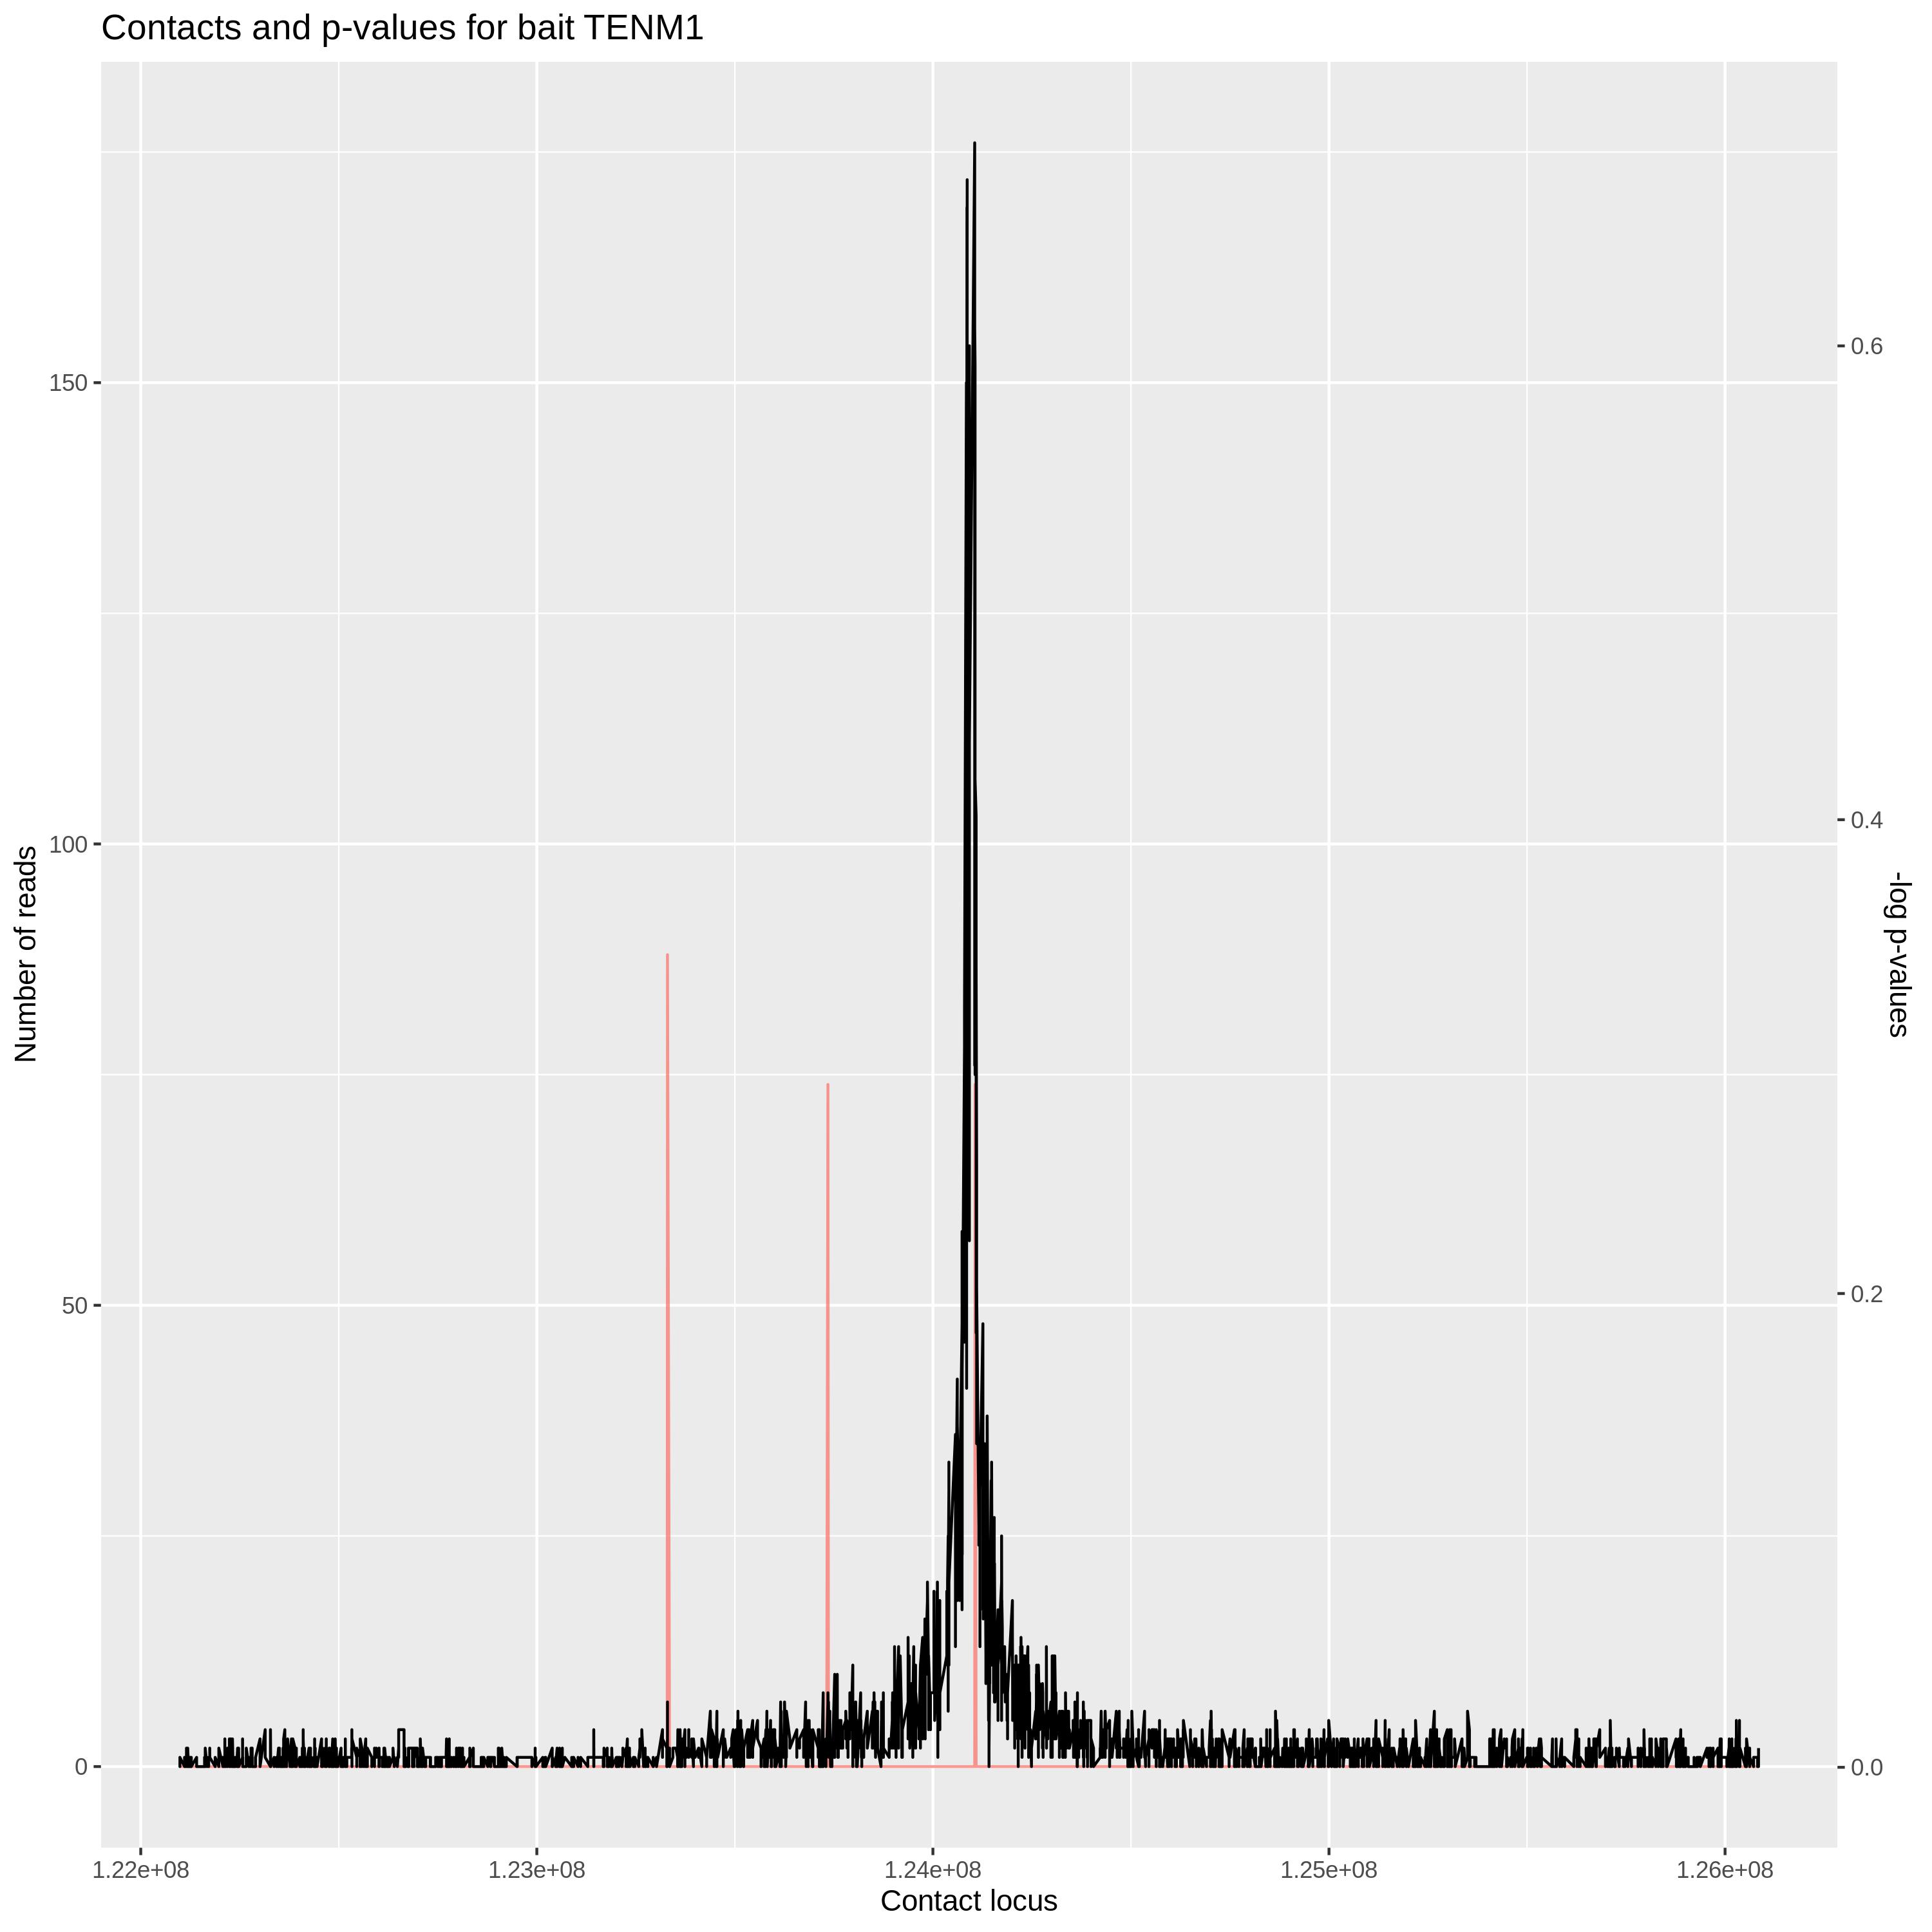 Contacts and p-values for bait TENM1
150
100
50
0
Number of reads
0.6
0.4
0.2
0.0
-log p-values
1.22e+08
1.23e+08
1.24e+08
1.25e+08
1.26e+08
Contact locus